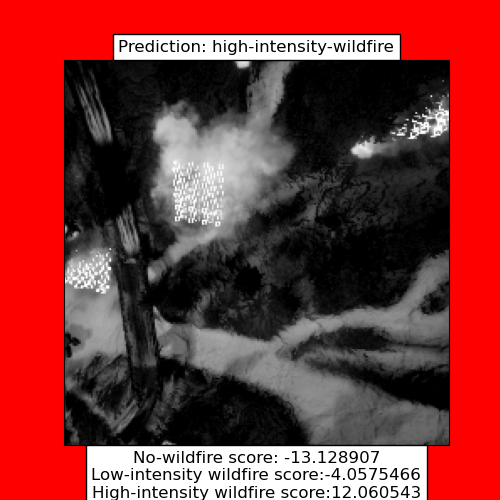 Prediction: high-intensity-wildfire
No-wildfire score: -13.128907
Low-intensity wildfire score:-4.0575466
High-intensity wildfire score:12.060543